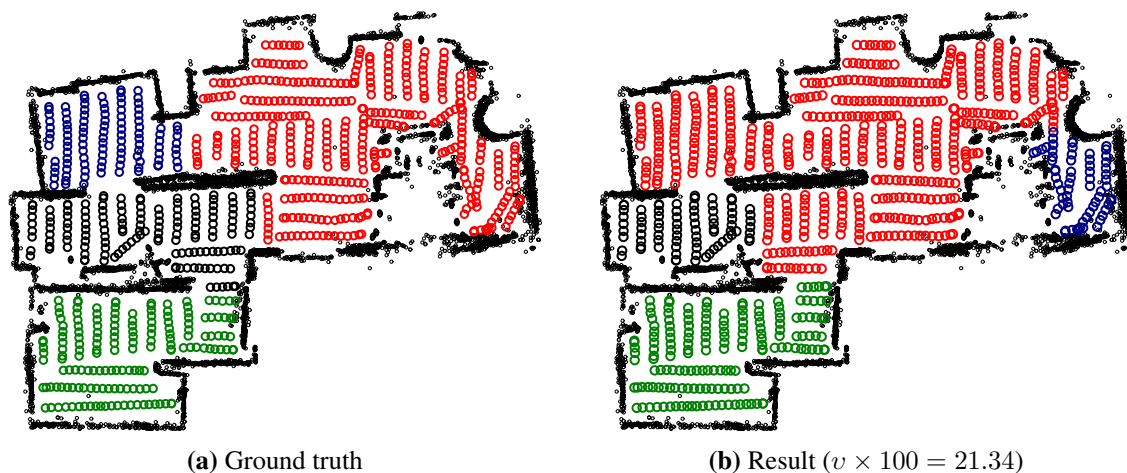 (a) Ground truth
(b) Result (υ × 100 = 21.34)